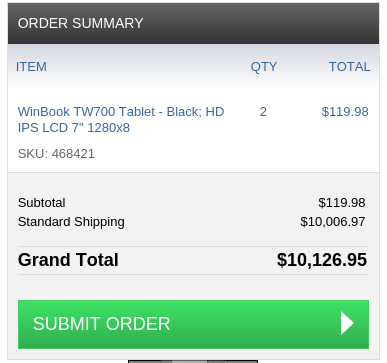 ORDER SUMMARY
ITEM QTY TOTAL
WinBook TW700 Tablet - Black; HD 2 $119.98
IPS LCD 7" 1280x8
SKU: 468421
Subtotal $119.98
Standard Shipping $10,006.97
Grand Total $10,126.95
SUBMIT ORDER